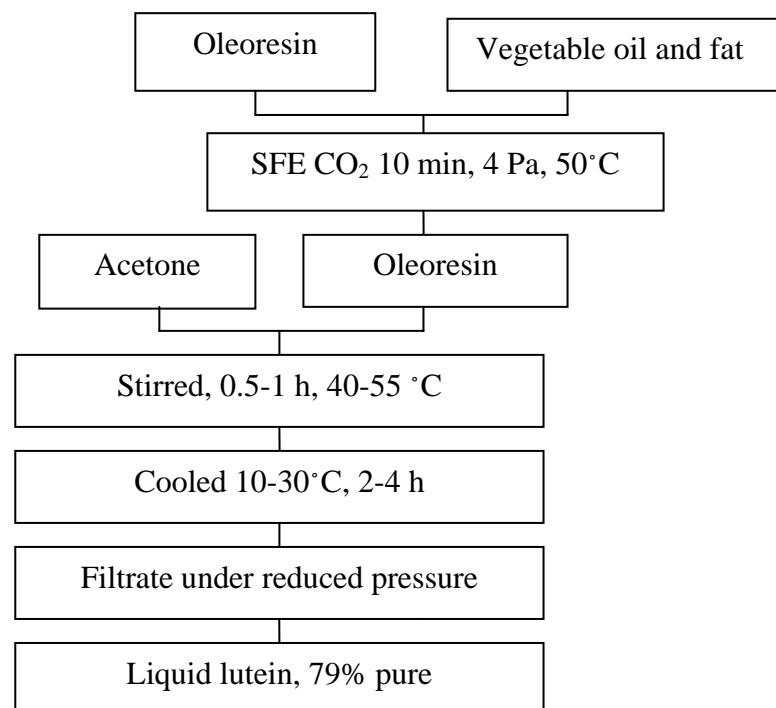 Oleoresin
Vegetable oil and fat
SFE CO₂ 10 min, 4 Pa, 50˚C
Acetone
Oleoresin
Stirred, 0.5-1 h, 40-55 ˚C
Cooled 10-30˚C, 2-4 h
Filtrate under reduced pressure
Liquid lutein, 79% pure